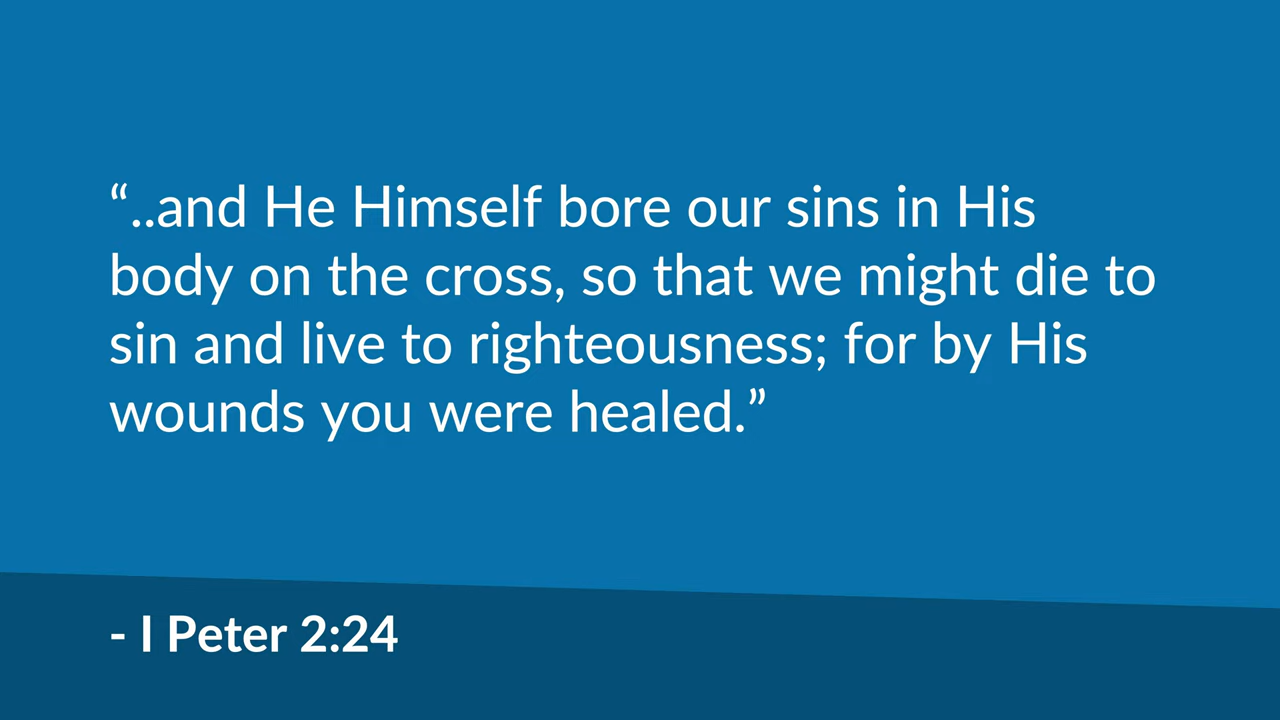 “..and He Himself bore our sins in His
body on the cross, so that we might die to
sin and live to righteousness; for by His
wounds you were healed.”
- I Peter 2:24